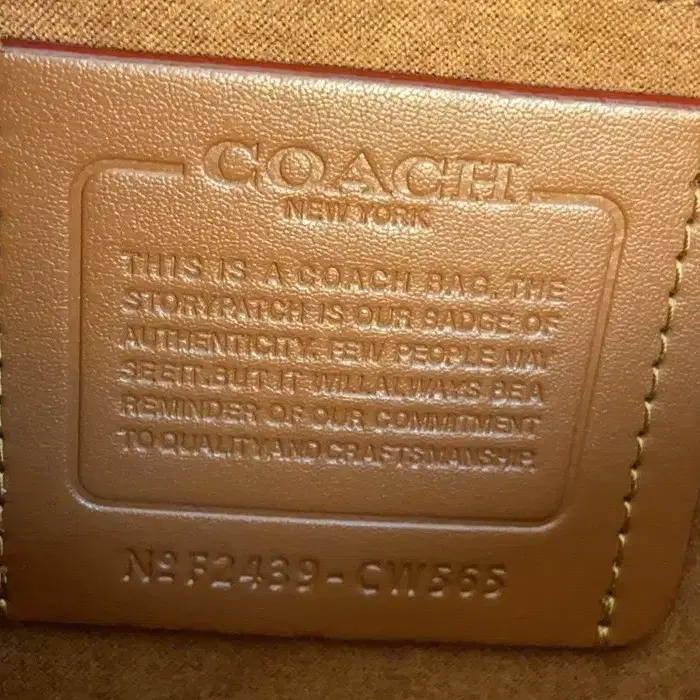 COACH
NEW YORK
THIS IS A COACH BAG. THE
STORYPATCH IS OUR BADGE OF
AUTHENTICITY. FEW PEOPLE MAY
SEE IT, BUT IT WILL ALWAYS BE A
REMINDER OF OUR COMMITMENT
TO QUALITY AND CRAFTSMANSHIP.
Nº F2439-CW565